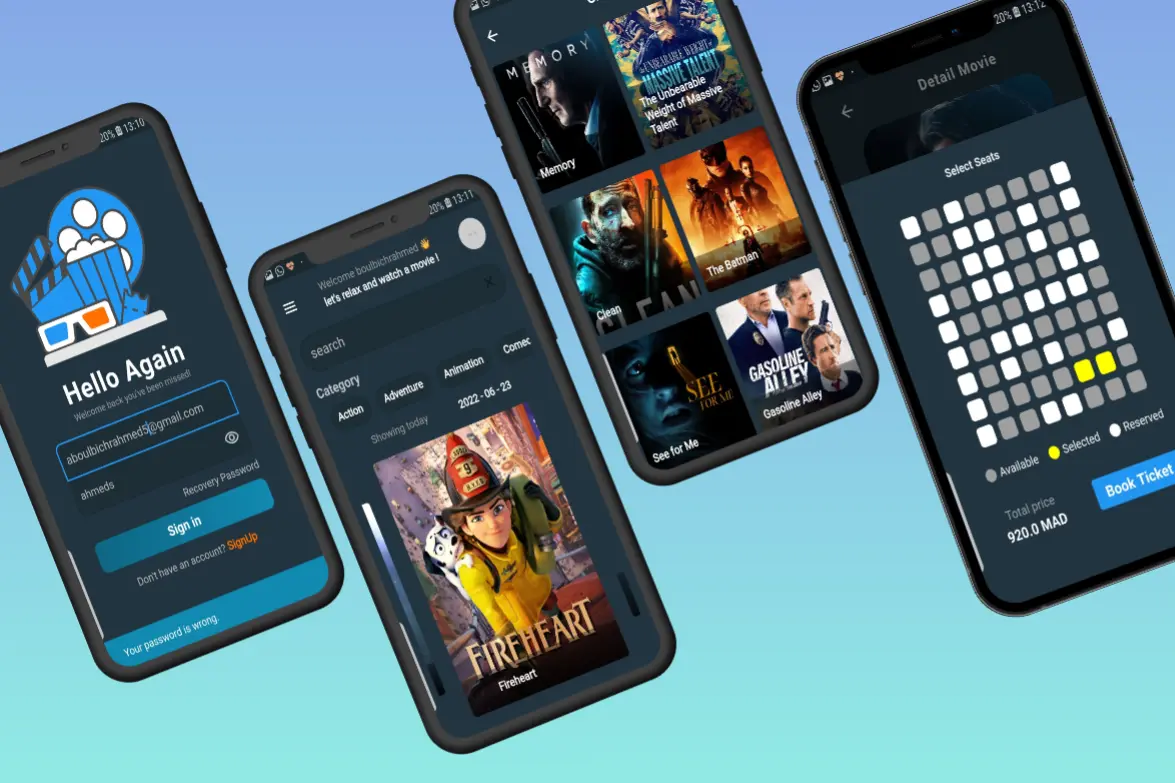 20% 13:10
Hello Again
Welcome back you've been missed!
aboulbichrahmed5@gmail.com
ahmeds
Recovery Password
Sign in
Don't have an account? SignUp
Your password is wrong.
20% 13:11
Welcome boulbichrahmed 👋
let's relax and watch a movie !
search
Category
Action
Adventure
Animation
Comec
Showing today
2022 - 06 - 23
9
FIREHEART
Fireheart
MEMORY
Memory
THE UNBEARABLE WEIGHT OF
MASSIVE TALENT
The Unbearable
Weight of Massive
Talent
CLEAN
Clean
The Batman
SEE
FOR ME
See for Me
GASOLINE
ALLEY
Gasoline Alley
20% 13:12
Detail Movie
Select Seats
Available
Selected
Reserved
Total price
920.0 MAD
Book Ticket